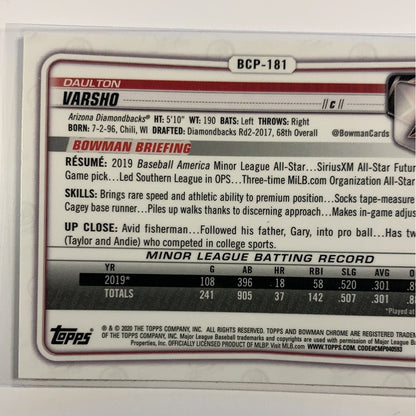 BCP-181
DAULTON
VARSHO // C //
Arizona Diamondbacks® HT: 5'10" WT: 190 BATS: Left THROWS: Right
BORN: 7-2-96, Chili, WI DRAFTED: Diamondbacks Rd2-2017, 68th Overall @BowmanCards
BOWMAN BRIEFING
RÉSUMÉ: 2019 Baseball America Minor League All-Star...SiriusXM All-Star Futur
Game pick...Led Southern League in OPS...Three-time MiLB.com Organization All-Star
SKILLS: Brings rare speed and athletic ability to premium position...Socks tape-measure
Cagey base runner...Piles up walks thanks to discerning approach...Makes in-game adjus
UP CLOSE: Avid fisherman...Followed his father, Gary, into pro ball...Has tw
(Taylor and Andie) who competed in college sports.
MINOR LEAGUE BATTING RECORD
YR G AB HR RBI SLG AVG O
2019* 108 396 18 58 .520 .301 .8
TOTALS 241 905 37 142 .507 .301 .8
*Played at
Topps ® & © 2020 THE TOPPS COMPANY, INC. ALL RIGHTS RESERVED. TOPPS AND BOWMAN CHROME ARE REGISTERED TRADEMARK
OF THE TOPPS COMPANY, INC. Major League Baseball trademarks and copyrights are used with permission of Major League Basel
Properties, Inc. OFFICIALLY LICENSED PRODUCT OF MLBP. Visit MLB.com WWW.TOPPS.COM. CODE#CMP040593